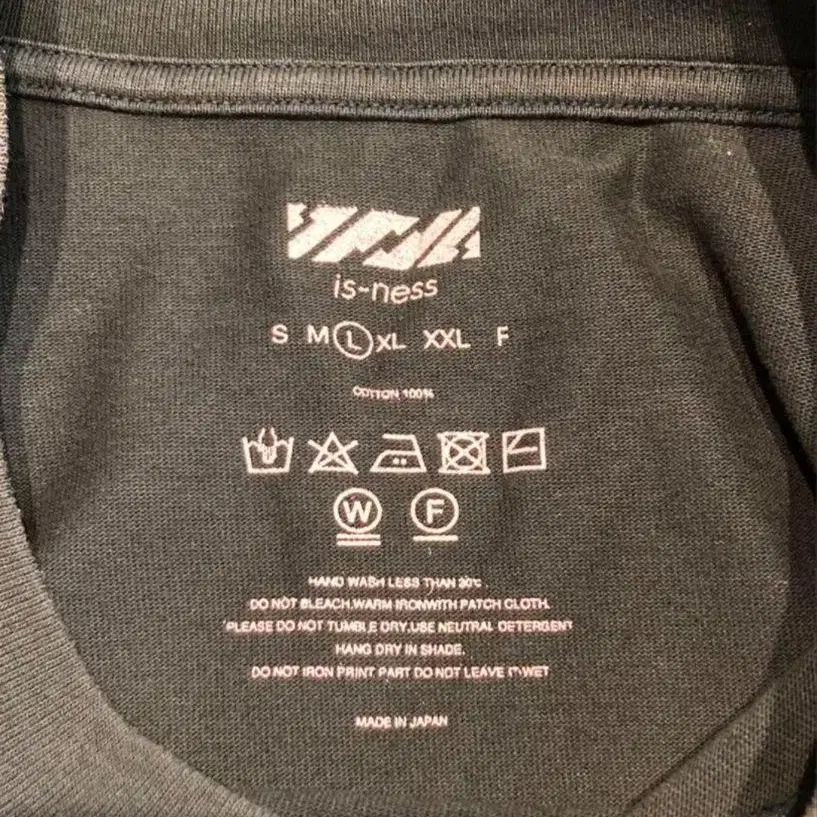 is-ness
S M L XL XXL F
COTTON 100%
W F
HAND WASH LESS THAN 30℃.
DO NOT BLEACH.WARM IRONWITH PATCH CLOTH.
PLEASE DO NOT TUMBLE DRY.USE NEUTRAL DETERGENT
HANG DRY IN SHADE.
DO NOT IRON PRINT PART DO NOT LEAVE IT WET
MADE IN JAPAN